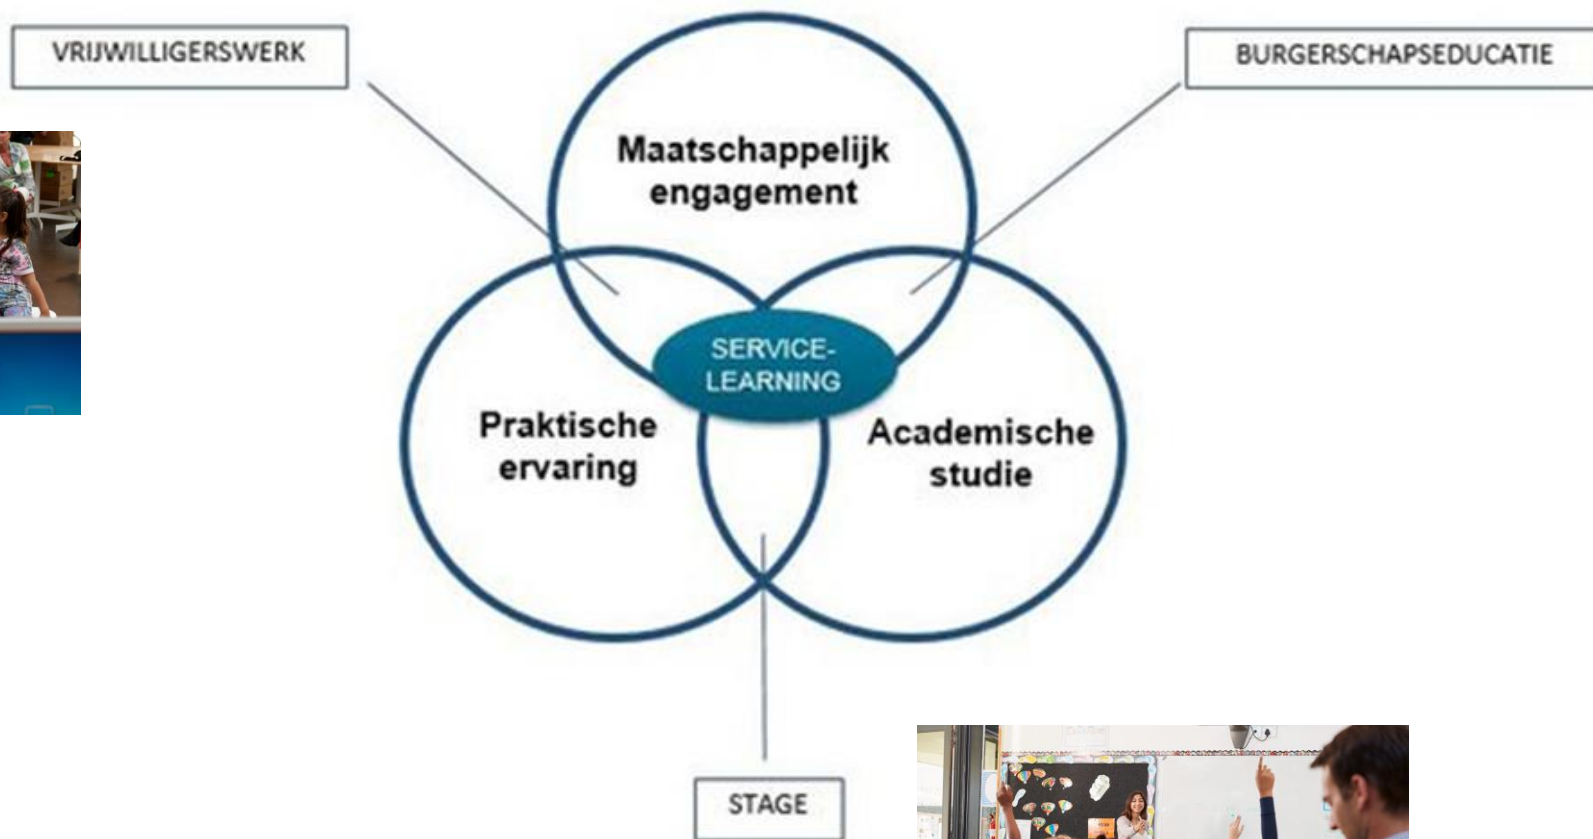 VRIJWILLIGERSWERK
BURGERSCHAPSEDUCATIE
Maatschappelijk
engagement
SERVICE-
LEARNING
Praktische
ervaring
Academische
studie
STAGE